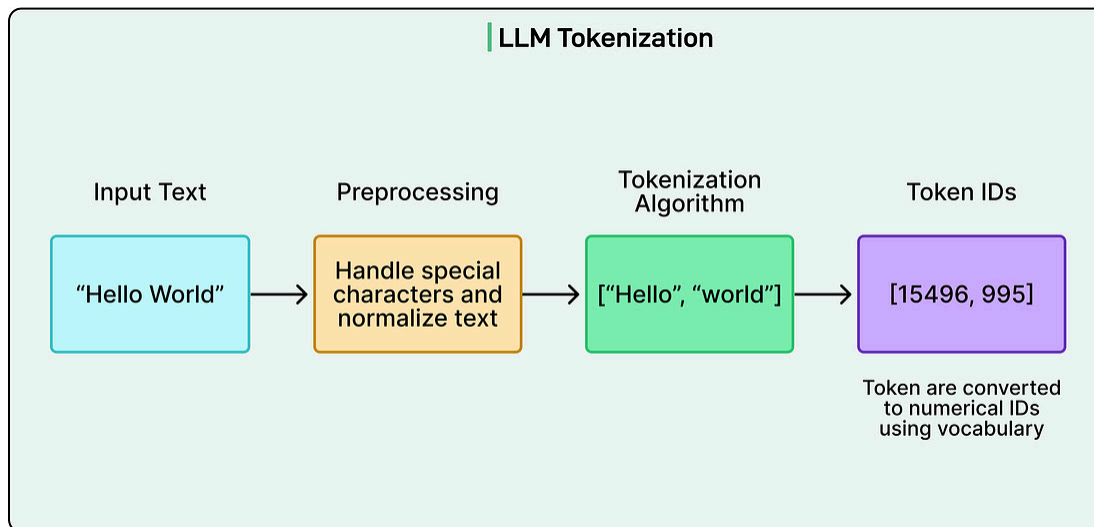 LLM Tokenization
Input Text
Preprocessing
Tokenization
Algorithm
Token IDs
“Hello World”
Handle special
characters and
normalize text
[“Hello”, “world”]
[15496, 995]
Token are converted
to numerical IDs
using vocabulary